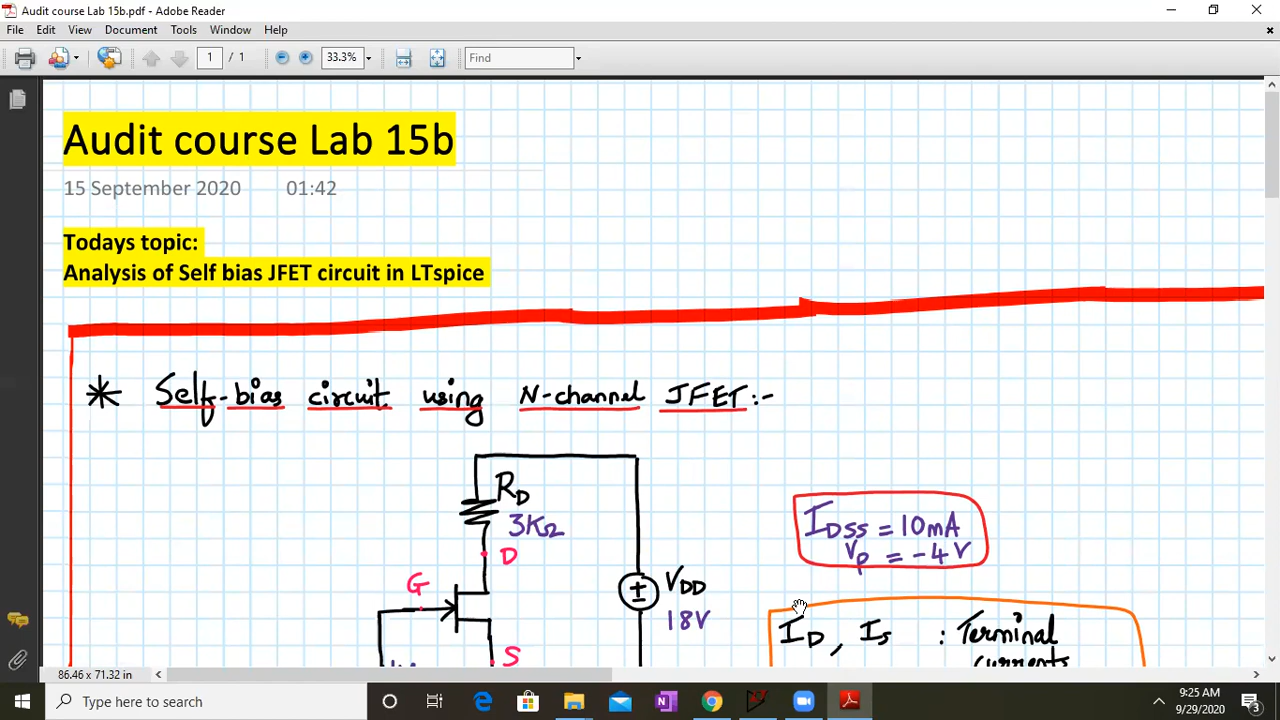 Audit course Lab 15b.pdf - Adobe Reader
File Edit View Document Tools Window Help
1 / 1 33.3% Find
Audit course Lab 15b
15 September 2020 01:42
Todays topic:
Analysis of Self bias JFET circuit in LTspice
* Self-bias circuit using N-channel JFET:-
RD
3KΩ
D
G
S
VDD
18V
IDSS = 10mA
Vp = -4V
ID, Is : Terminal
currents
86.46 x 71.32 in
Type here to search
9:25 AM
9/29/2020
3